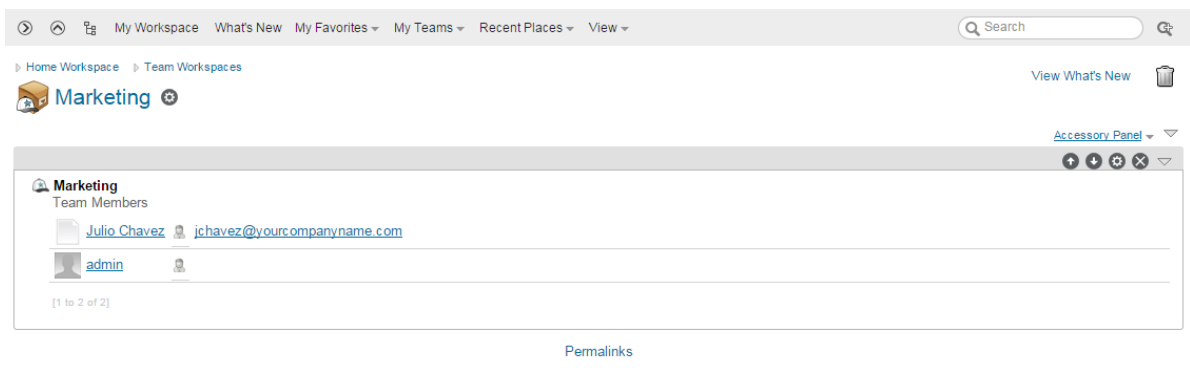 My Workspace What's New My Favorites My Teams Recent Places View Search
Home Workspace Team Workspaces
View What's New
Marketing
Accessory Panel
Marketing
Team Members
Julio Chavez jchavez@yourcompanyname.com
admin
[1 to 2 of 2]
Permalinks